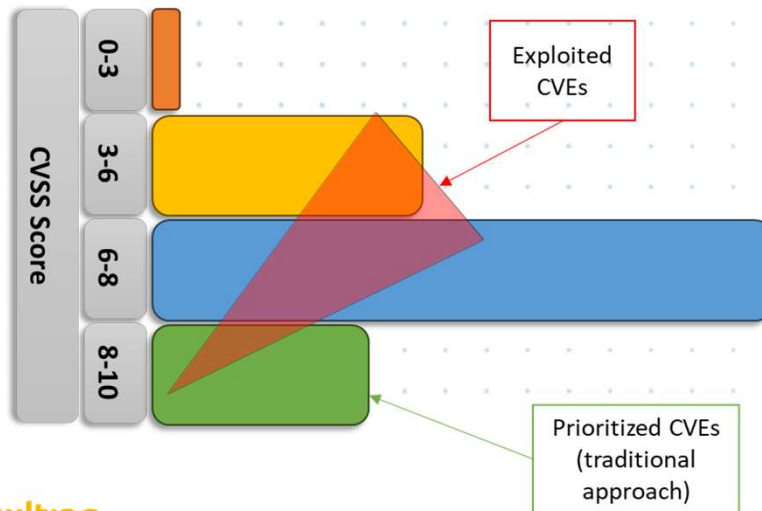 CVSS Score
0-3
3-6
6-8
8-10
Exploited
CVEs
Prioritized CVEs
(traditional
approach)